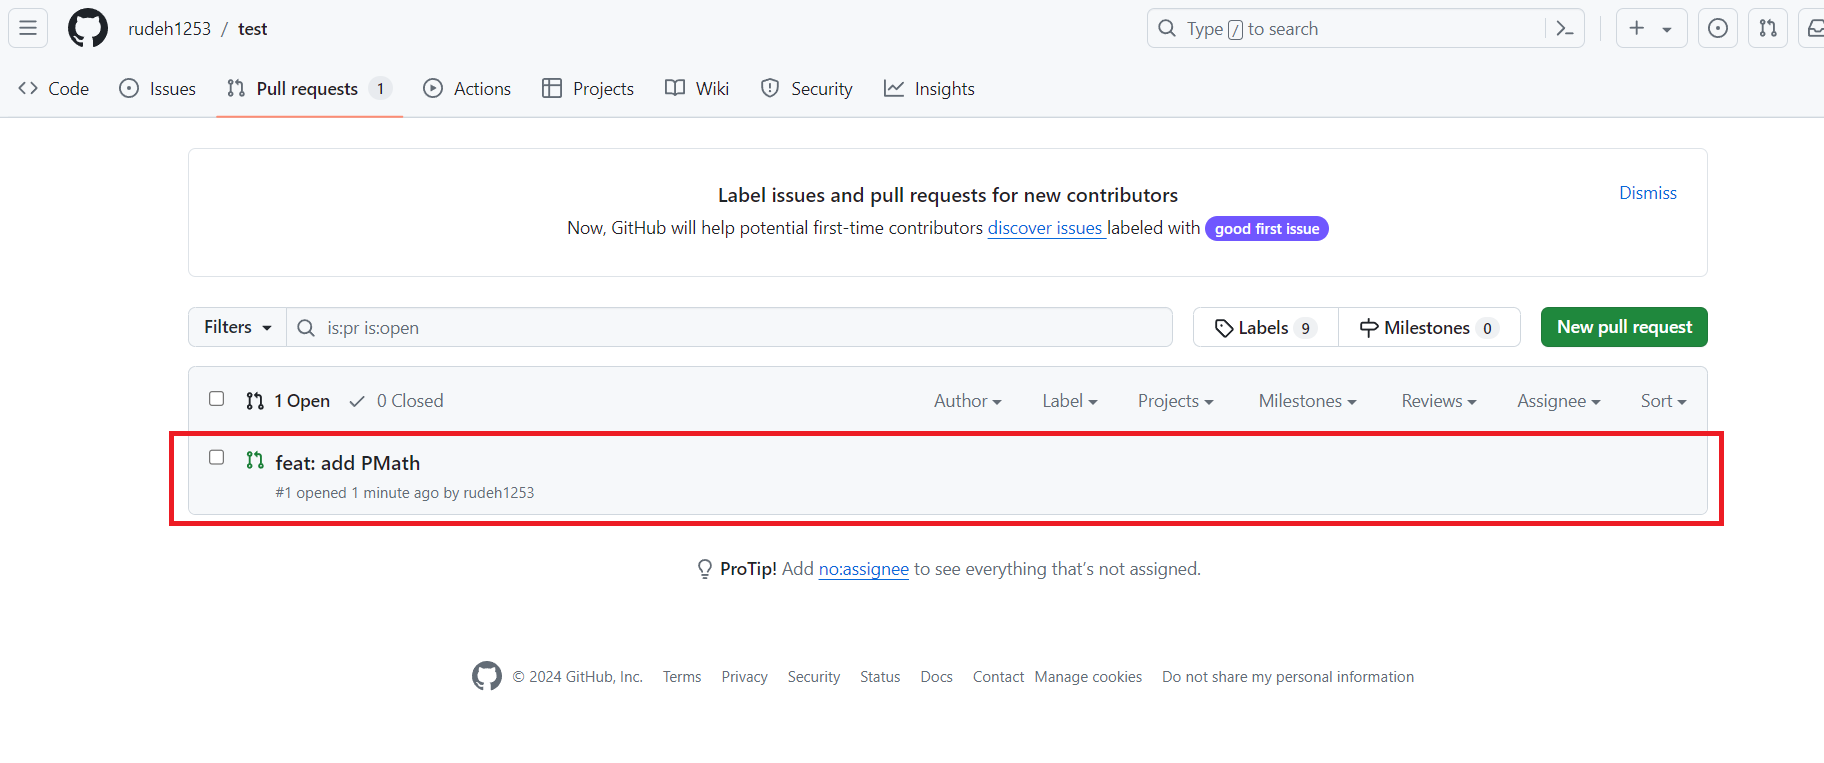 rudeh1253 / test
Type / to search
Code Issues Pull requests 1 Actions Projects Wiki Security Insights
Label issues and pull requests for new contributors
Dismiss
Now, GitHub will help potential first-time contributors discover issues labeled with good first issue
Filters is:pr is:open Labels 9 Milestones 0 New pull request
1 Open 0 Closed Author Label Projects Milestones Reviews Assignee Sort
feat: add PMath
#1 opened 1 minute ago by rudeh1253
ProTip! Add no:assignee to see everything that's not assigned.
© 2024 GitHub, Inc. Terms Privacy Security Status Docs Contact Manage cookies Do not share my personal information